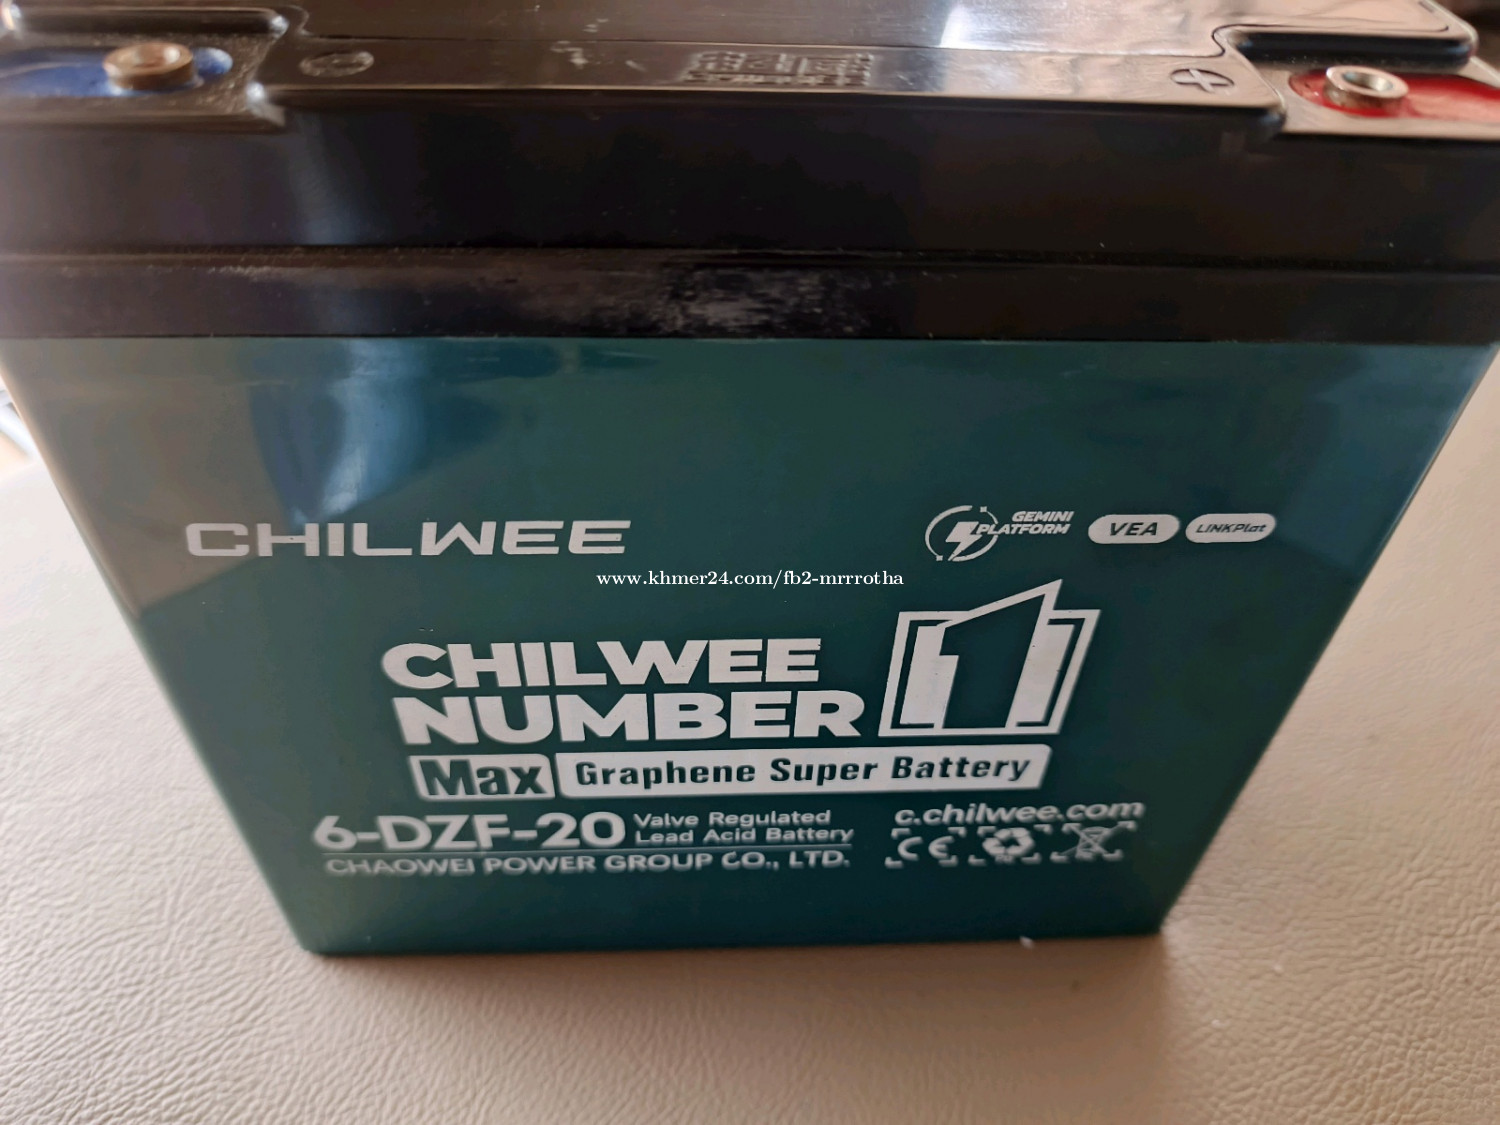 CHILWEE
GEMINI
PLATFORM
VEA
LINKPlat
www.khmer24.com/fb2-mrrrotha
CHILWEE
NUMBER 1
Max Graphene Super Battery
6-DZF-20 Valve Regulated
Lead Acid Battery
CHAOWEI POWER GROUP CO., LTD.
c.chilwee.com
CE